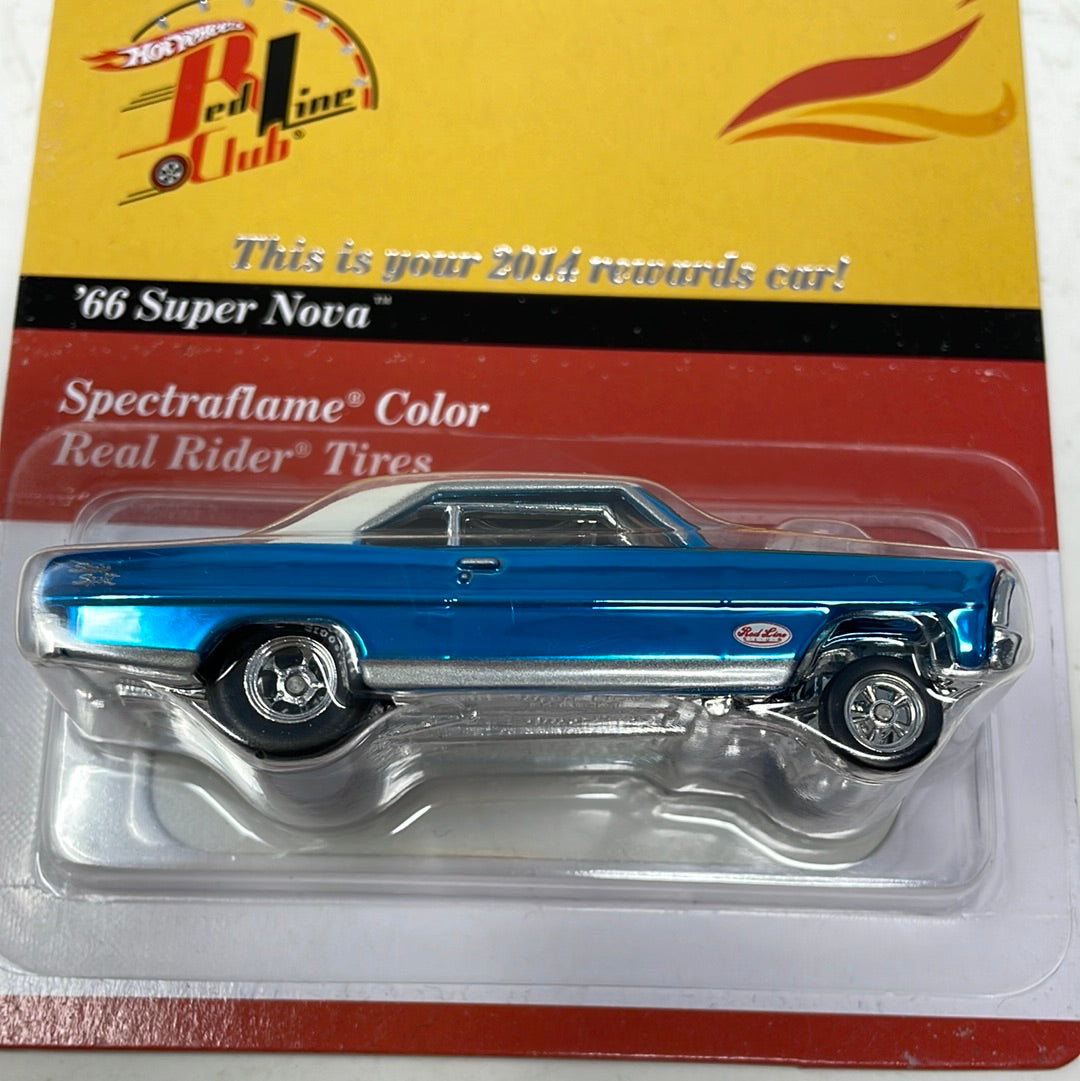 Hot Wheels
Red Line
Club®
This is your 2014 rewards car!
'66 Super Nova™
Spectraflame® Color
Real Rider® Tires
Red Line